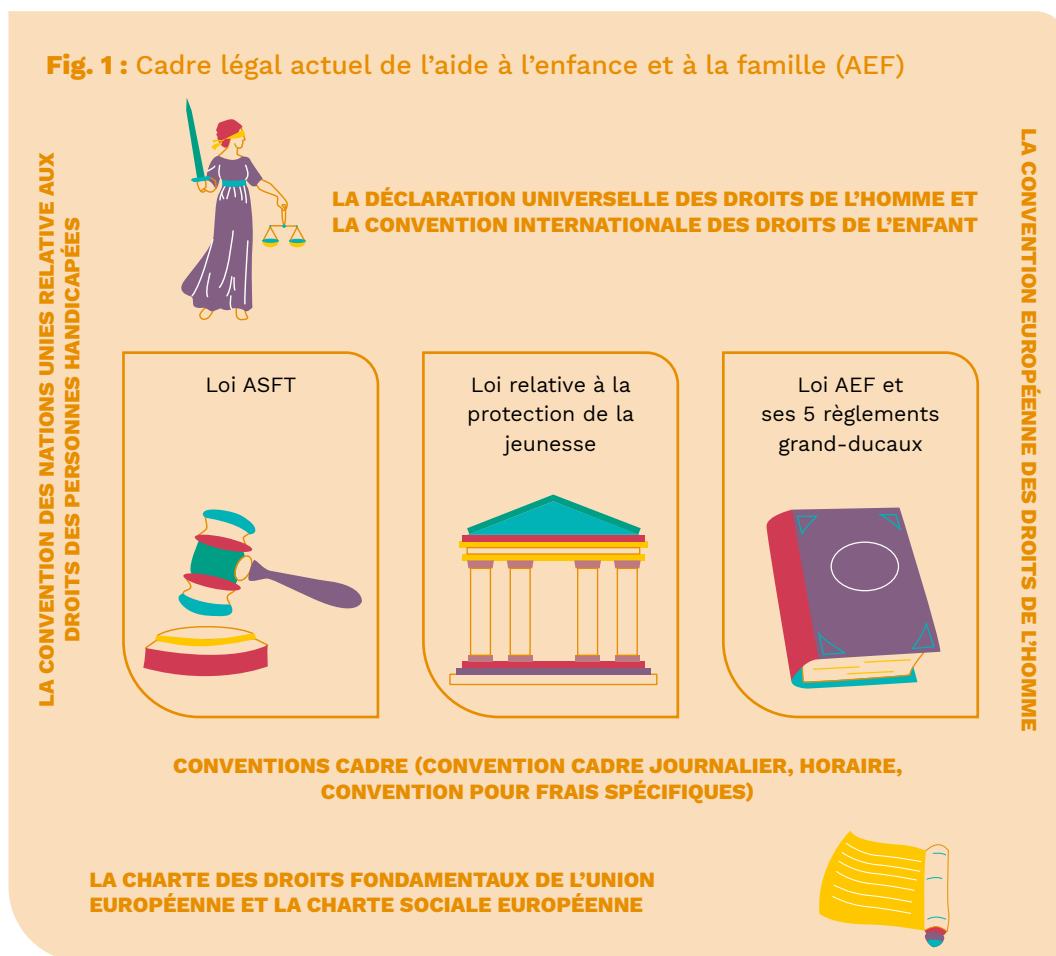 Fig. 1 : Cadre légal actuel de l’aide à l’enfance et à la famille (AEF)
LA CONVENTION DES NATIONS UNIES RELATIVE AUX
DROITS DES PERSONNES HANDICAPÉES
LA DÉCLARATION UNIVERSELLE DES DROITS DE L’HOMME ET
LA CONVENTION INTERNATIONALE DES DROITS DE L’ENFANT
LA CONVENTION EUROPÉENNE DES DROITS DE L’HOMME
Loi ASFT
Loi relative à la
protection de la
jeunesse
Loi AEF et
ses 5 règlements
grand-ducaux
CONVENTIONS CADRE (CONVENTION CADRE JOURNALIER, HORAIRE,
CONVENTION POUR FRAIS SPÉCIFIQUES)
LA CHARTE DES DROITS FONDAMENTAUX DE L’UNION
EUROPÉENNE ET LA CHARTE SOCIALE EUROPÉENNE